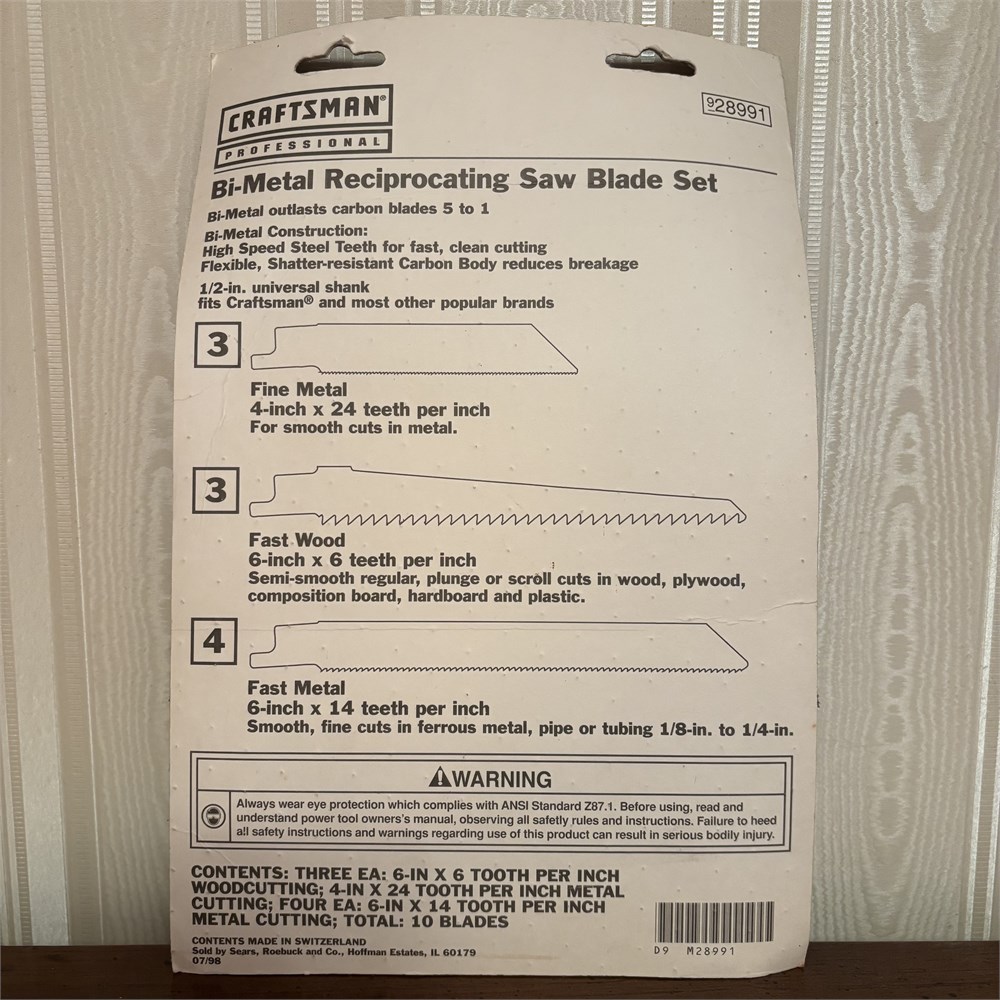 CRAFTSMAN®
PROFESSIONAL
928991
Bi-Metal Reciprocating Saw Blade Set
Bi-Metal outlasts carbon blades 5 to 1
Bi-Metal Construction:
High Speed Steel Teeth for fast, clean cutting
Flexible, Shatter-resistant Carbon Body reduces breakage
1/2-in. universal shank
fits Craftsman® and most other popular brands
3
Fine Metal
4-inch x 24 teeth per inch
For smooth cuts in metal.
3
Fast Wood
6-inch x 6 teeth per inch
Semi-smooth regular, plunge or scroll cuts in wood, plywood,
composition board, hardboard and plastic.
4
Fast Metal
6-inch x 14 teeth per inch
Smooth, fine cuts in ferrous metal, pipe or tubing 1/8-in. to 1/4-in.
WARNING
Always wear eye protection which complies with ANSI Standard Z87.1. Before using, read and
understand power tool owners's manual, observing all safetly rules and instructions. Failure to heed
all safety instructions and warnings regarding use of this product can result in serious bodily injury.
CONTENTS: THREE EA: 6-IN X 6 TOOTH PER INCH
WOODCUTTING; 4-IN X 24 TOOTH PER INCH METAL
CUTTING; FOUR EA: 6-IN X 14 TOOTH PER INCH
METAL CUTTING; TOTAL: 10 BLADES
CONTENTS MADE IN SWITZERLAND
Sold by Sears, Roebuck and Co., Hoffman Estates, IL 60179
07/98
D9 M28991